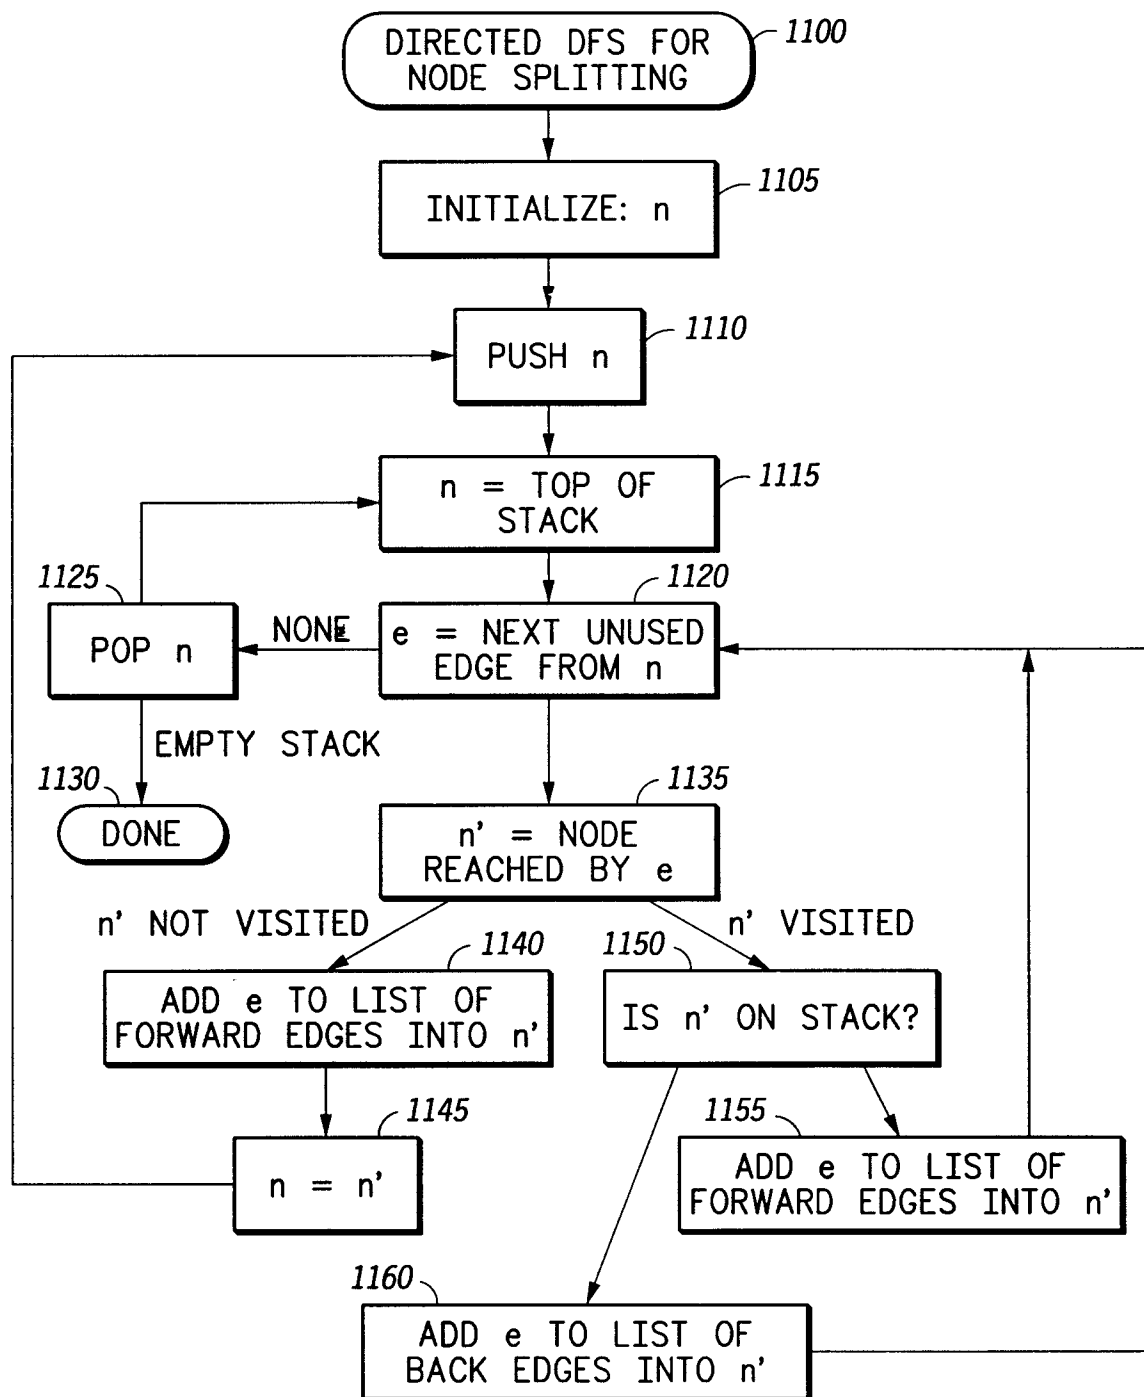 DIRECTED DFS FOR
NODE SPLITTING
1100
INITIALIZE: n
1105
PUSH n
1110
n = TOP OF
STACK
1115
1120
e = NEXT UNUSED
EDGE FROM n
NONE
1125
POP n
EMPTY STACK
1130
DONE
1135
n' = NODE
REACHED BY e
n' NOT VISITED
n' VISITED
1140
ADD e TO LIST OF
FORWARD EDGES INTO n'
1150
IS n' ON STACK?
1145
n = n'
1155
ADD e TO LIST OF
FORWARD EDGES INTO n'
1160
ADD e TO LIST OF
BACK EDGES INTO n'